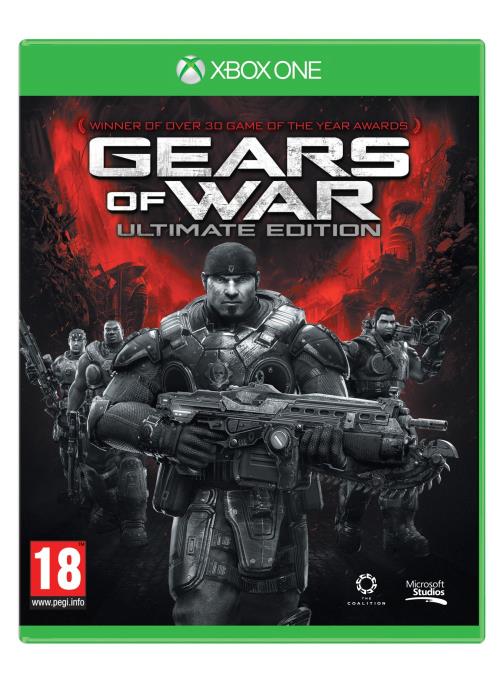 XBOX ONE
WINNER OF OVER 30 GAME OF THE YEAR AWARDS
GEARS
OF WAR
ULTIMATE EDITION
18
www.pegi.info
THE
COALITION
Microsoft
Studios